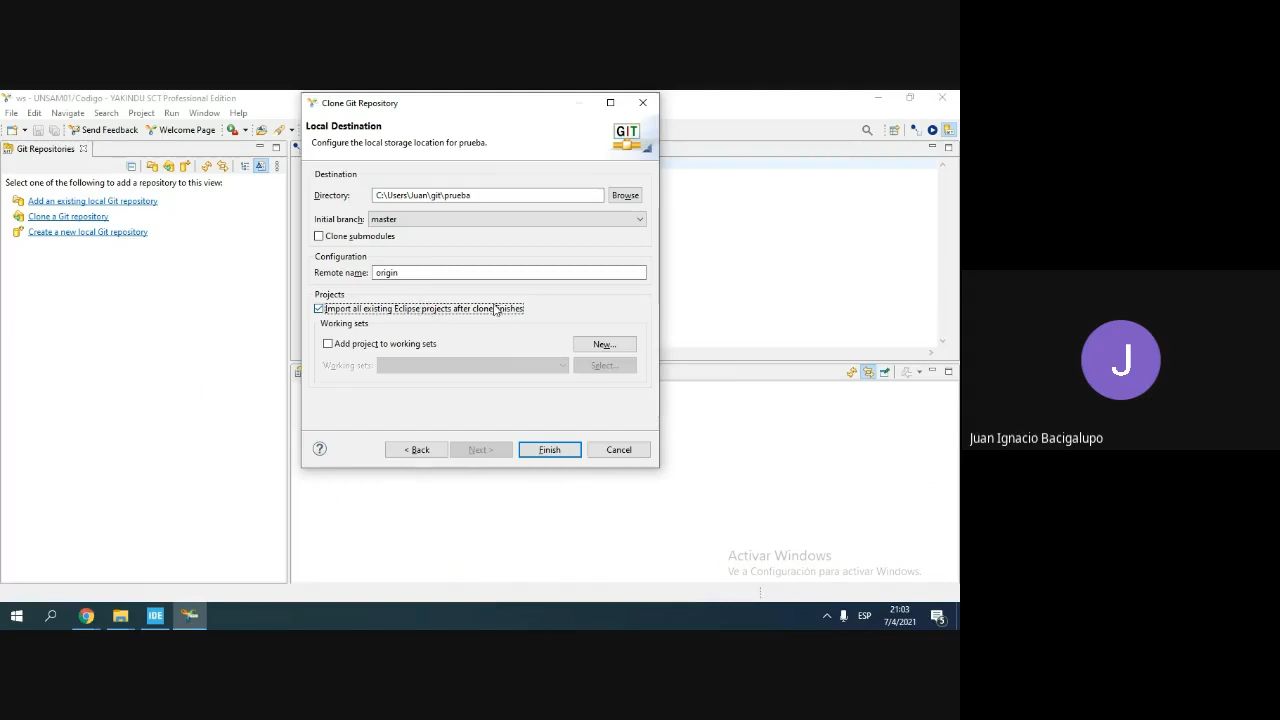 ws - UNSAM01/Codigo - YAKINDU SCT Professional Edition
File Edit Navigate Search Project Run Window Help
Send Feedback Welcome Page
Git Repositories
Select one of the following to add a repository to this view:
Add an existing local Git repository
Clone a Git repository
Create a new local Git repository
Clone Git Repository
Local Destination
Configure the local storage location for prueba.
GIT
Destination
Directory: C:\Users\Juan\git\prueba Browse
Initial branch: master
Clone submodules
Configuration
Remote name: origin
Projects
Import all existing Eclipse projects after clone finishes
Working sets
Add project to working sets New...
Working sets: Select...
< Back Next > Finish Cancel
Activar Windows
Ve a Configuración para activar Windows.
IDE
ESP
21:03
7/4/2021
5
J
Juan Ignacio Bacigalupo